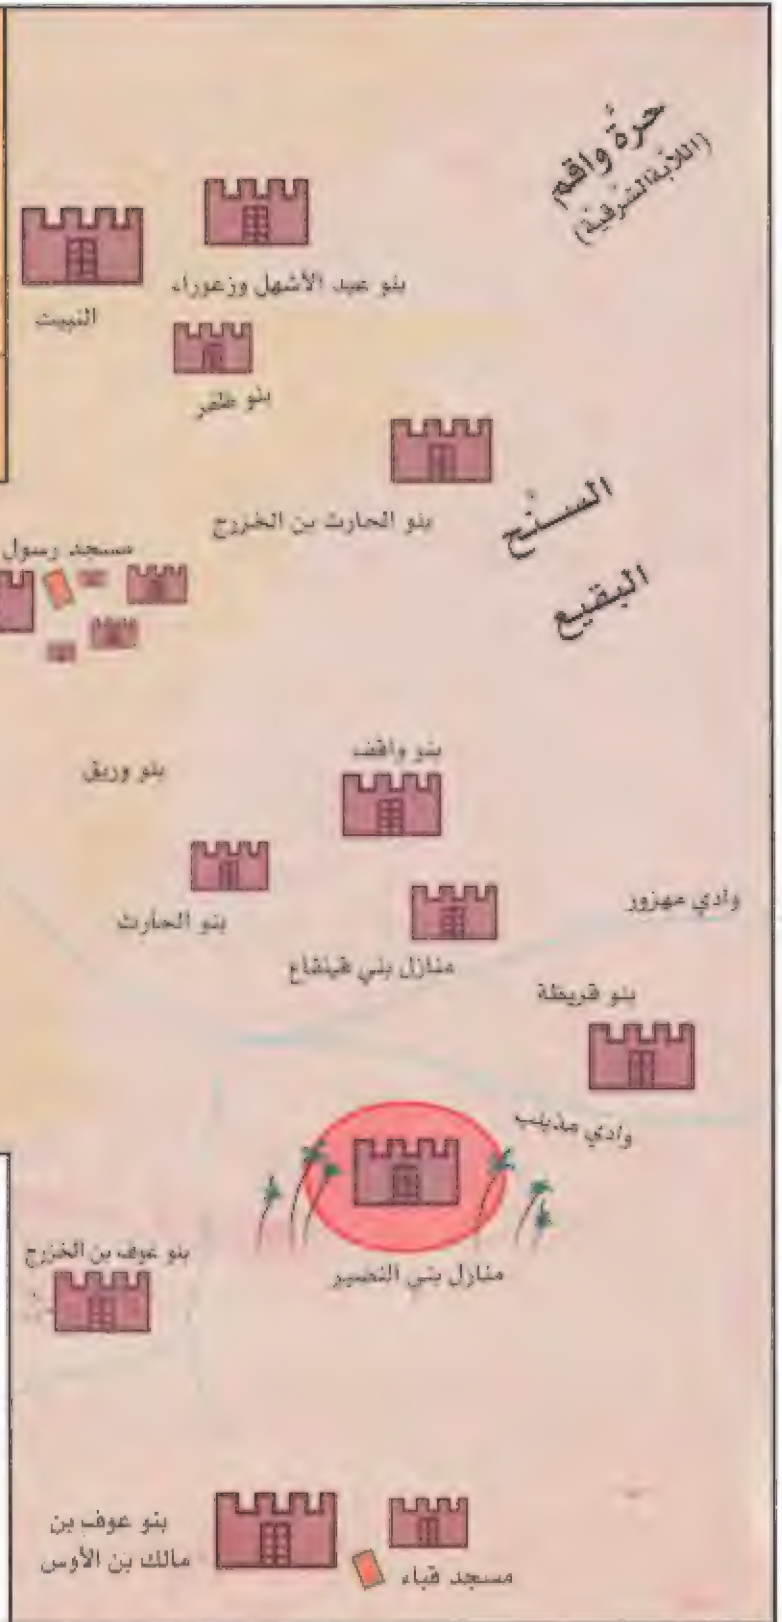 حرة واقم
(اللابة الشرقية)
بنو عبد الأشهل وزعوراء
النبيت
بنو ظفر
بنو الحارث بن الخزرج
السنح
مسجد رسول
البقيع
بنو واقف
بنو وريق
وادي مهزور
بنو الحارث
منازل بني قينقاع
بنو قريظة
وادي مذينب
بنو عوف بن الخزرج
منازل بني النضير
بنو عوف بن
مالك بن الأوس
مسجد قباء